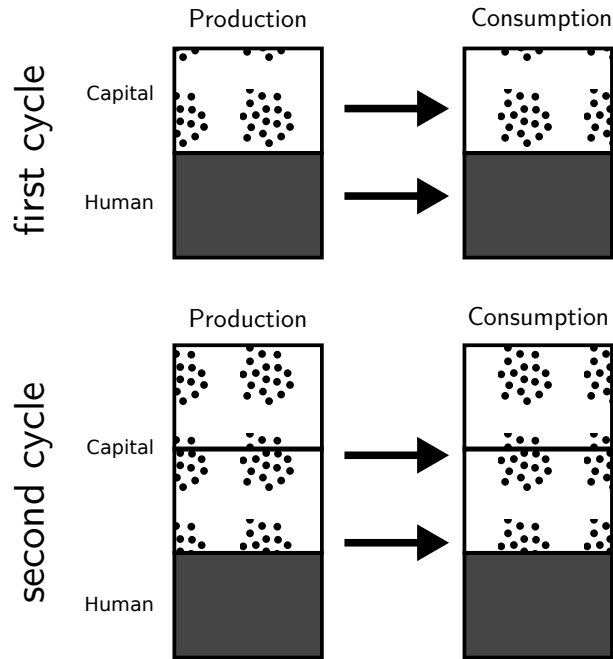 Production
Consumption
first cycle
Capital
Human
Production
Consumption
second cycle
Capital
Human